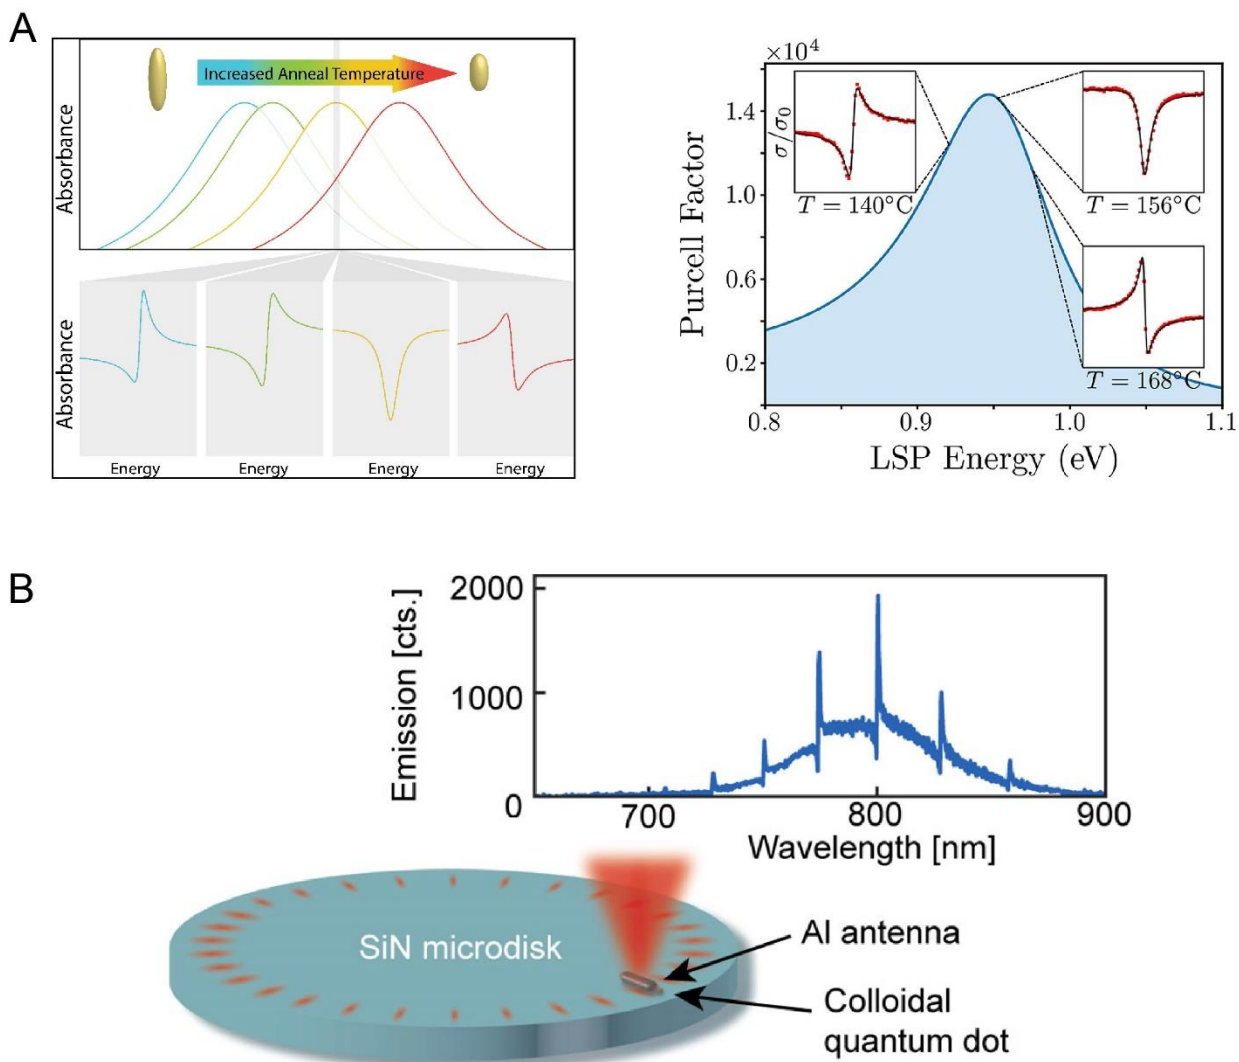 A
Increased Anneal Temperature
Absorbance
Absorbance
Energy
Energy
Energy
Energy
×10⁴
1.4
1.0
0.6
0.2
Purcell Factor
σ/σ₀
T = 140°C
T = 156°C
T = 168°C
0.8
0.9
1.0
1.1
LSP Energy (eV)
B
Emission [cts.]
2000
1000
0
700
800
900
Wavelength [nm]
SiN microdisk
Al antenna
Colloidal
quantum dot